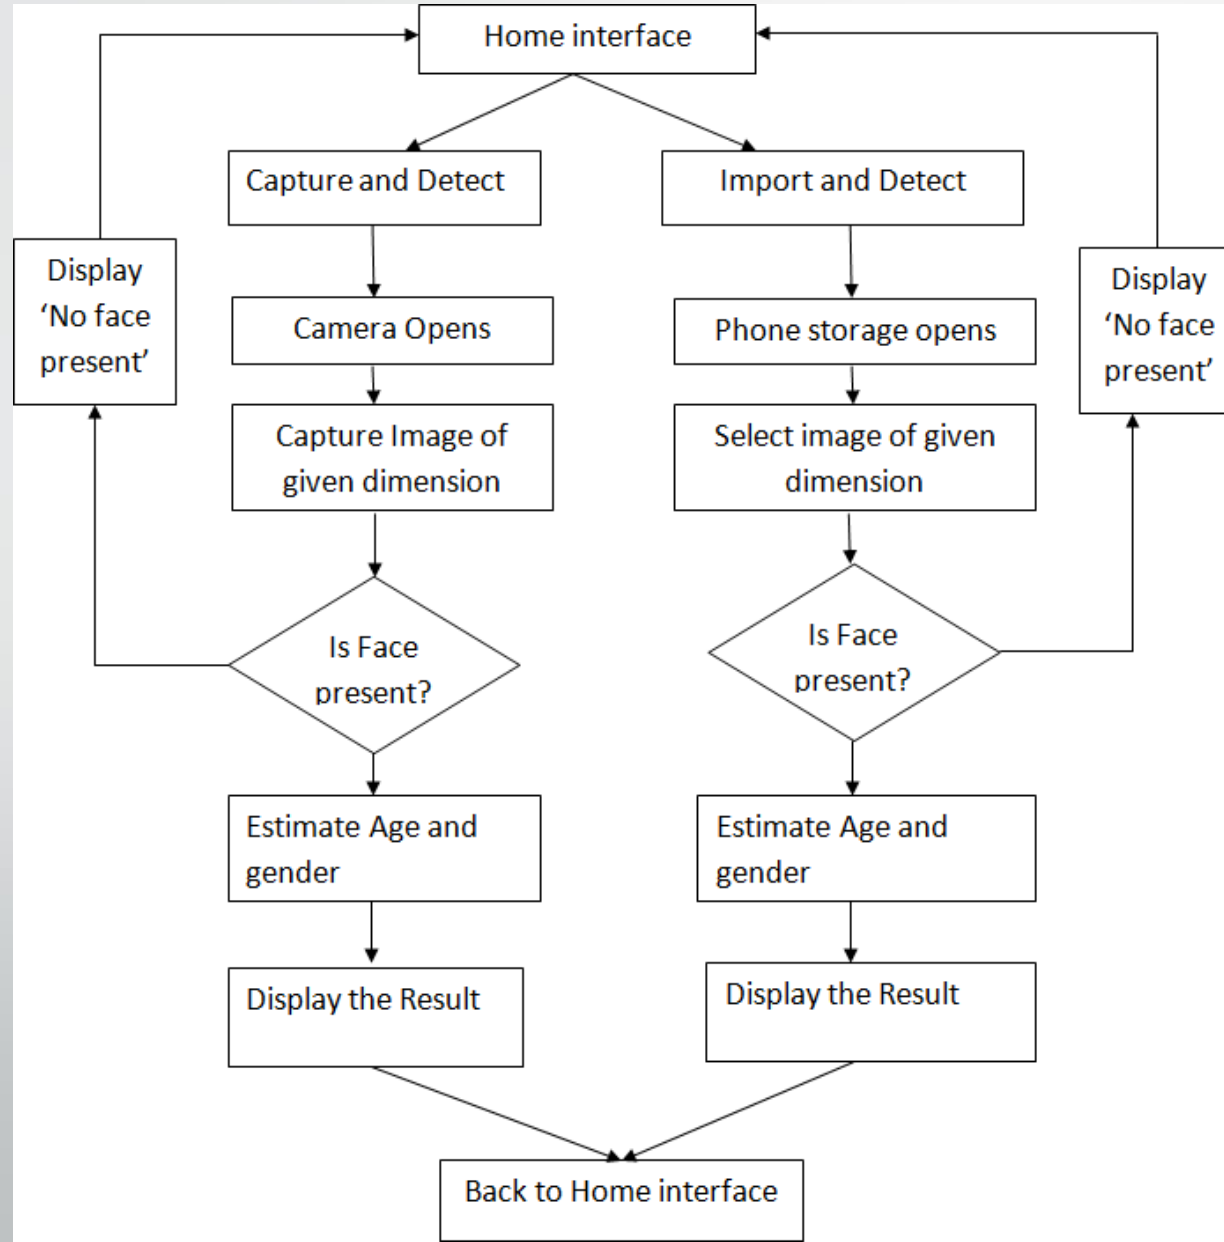 Home interface
Capture and Detect
Import and Detect
Display
‘No face
present’
Display
‘No face
present’
Camera Opens
Phone storage opens
Capture Image of
given dimension
Select image of given
dimension
Is Face
present?
Is Face
present?
Estimate Age and
gender
Estimate Age and
gender
Display the Result
Display the Result
Back to Home interface